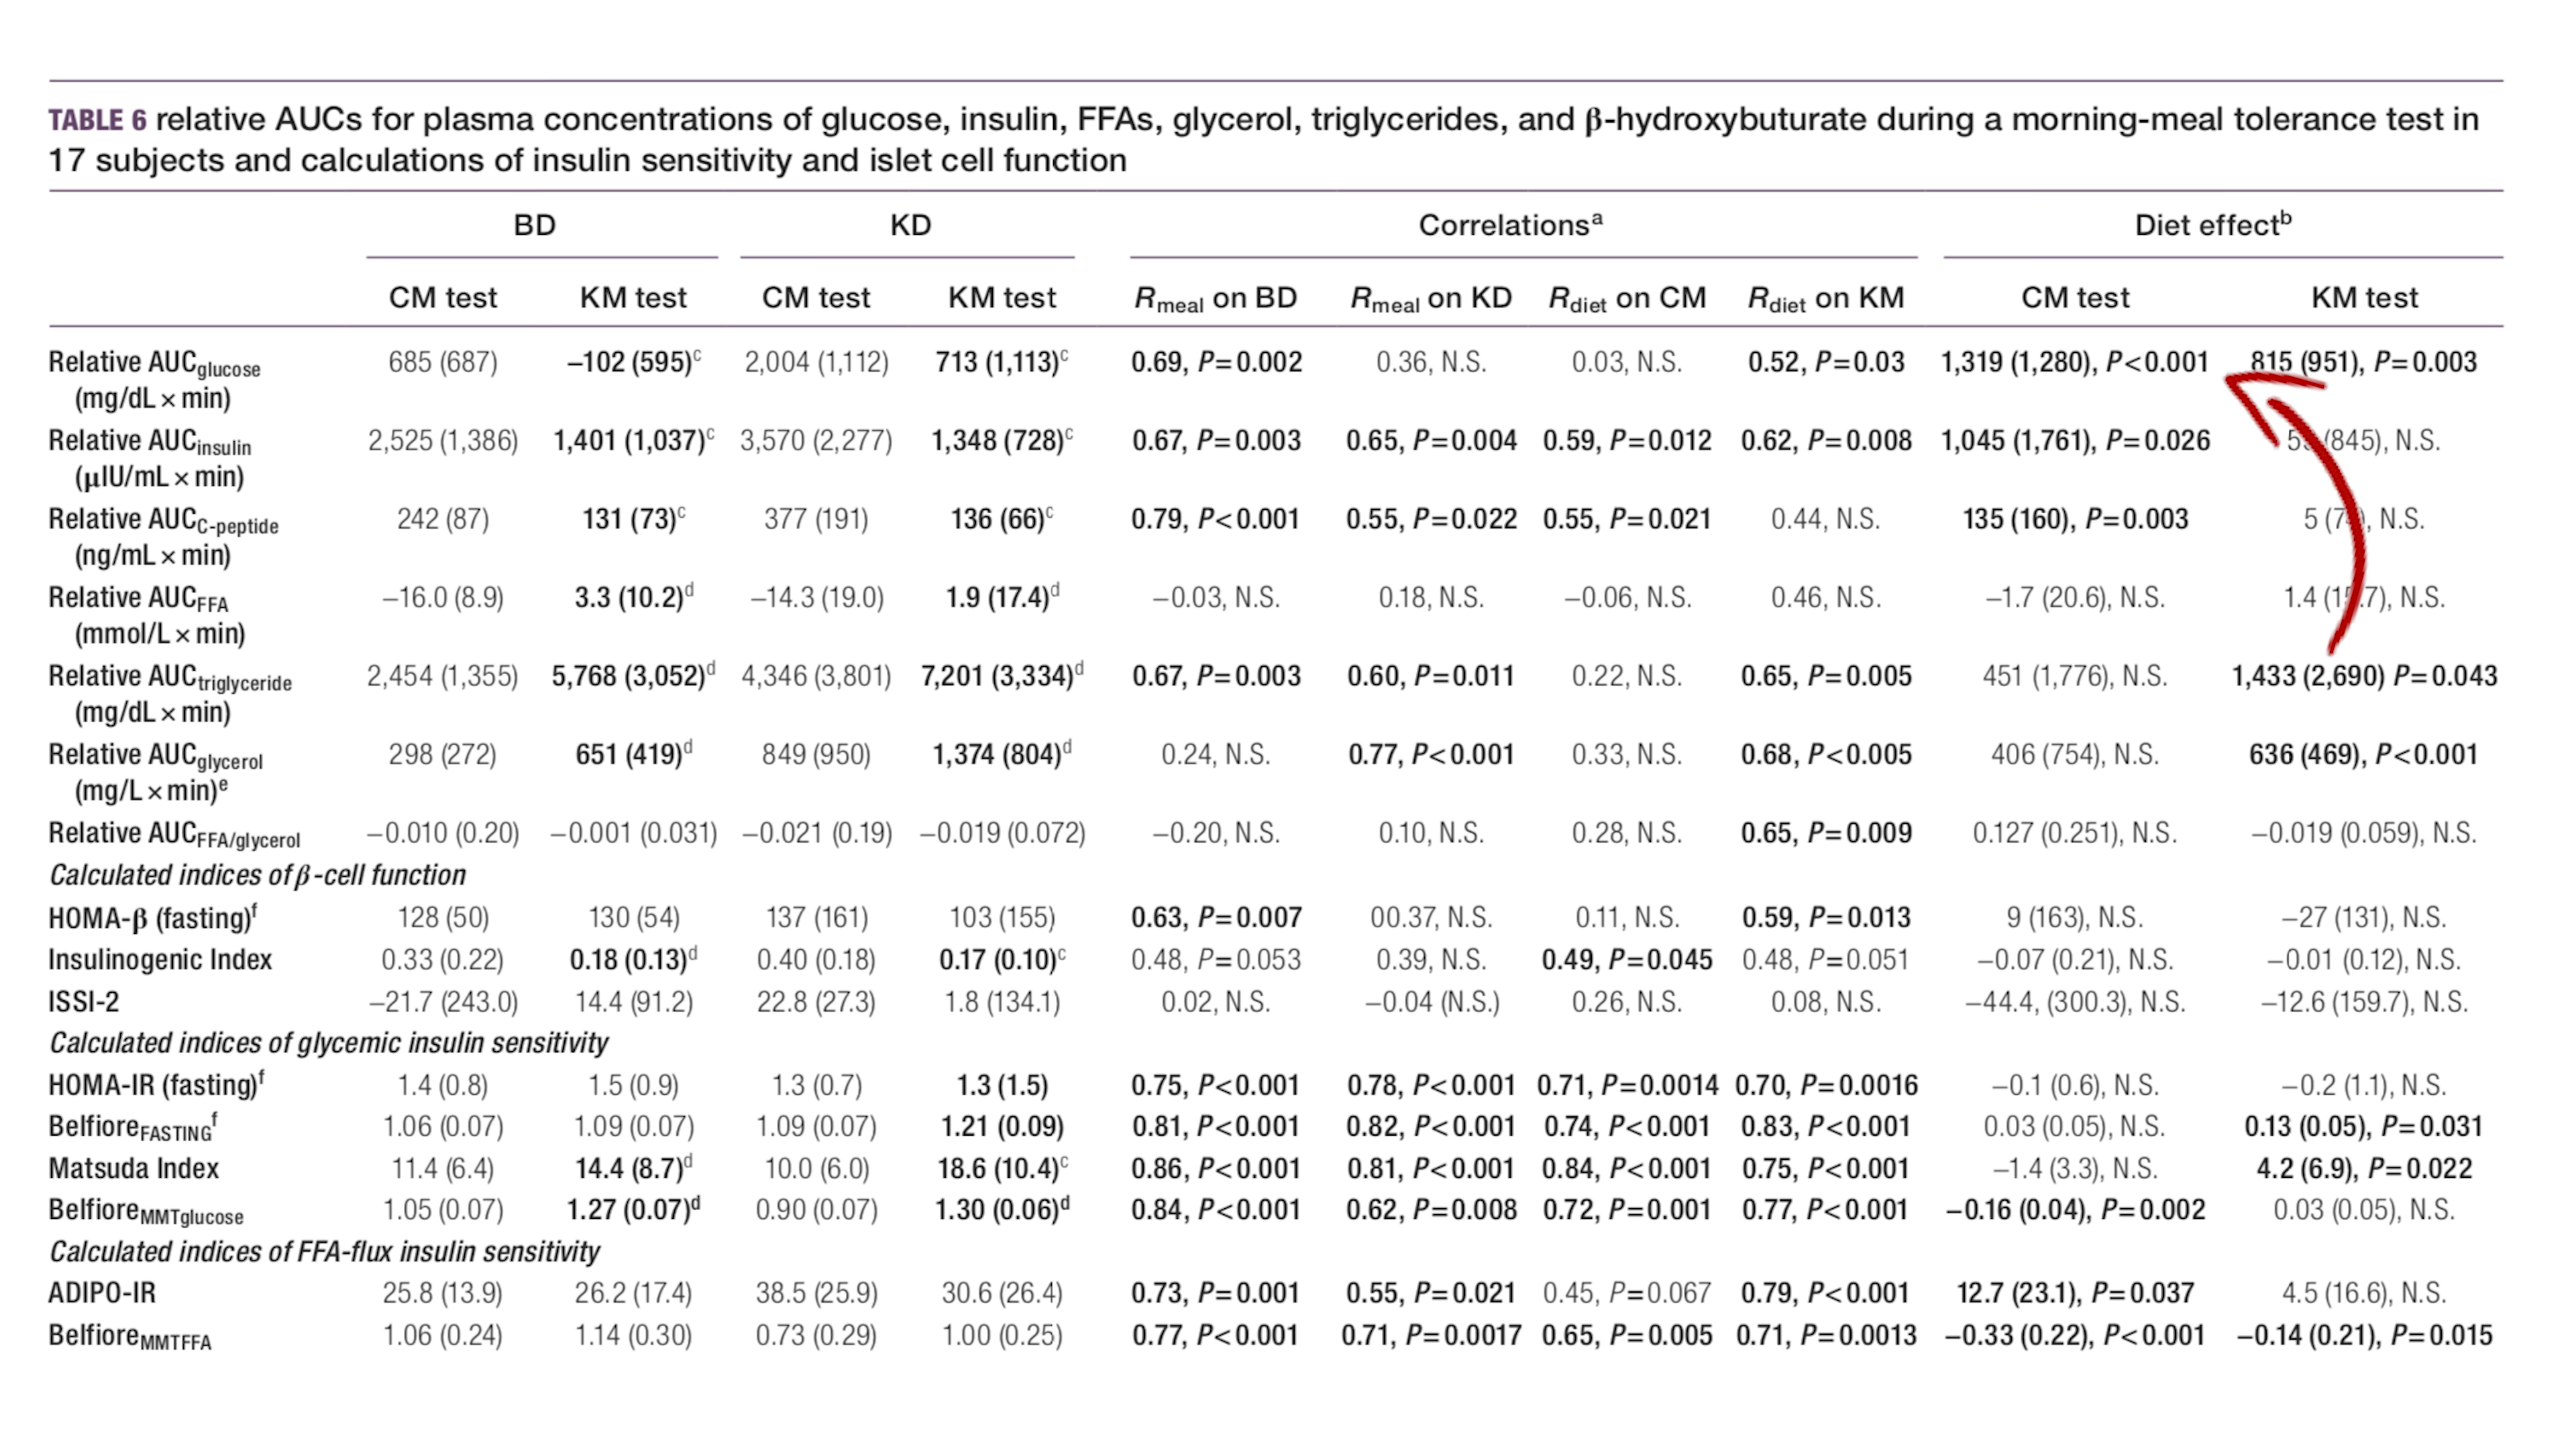 TABLE 6 relative AUCs for plasma concentrations of glucose, insulin, FFAs, glycerol, triglycerides, and β-hydroxybuturate during a morning-meal tolerance test in
17 subjects and calculations of insulin sensitivity and islet cell function
BD KD Correlationsa Diet effectb
CM test KM test CM test KM test Rmeal on BD Rmeal on KD Rdiet on CM Rdiet on KM CM test KM test
Relative AUCglucose 685 (687) –102 (595)c 2,004 (1,112) 713 (1,113)c 0.69, P=0.002 0.36, N.S. 0.03, N.S. 0.52, P=0.03 1,319 (1,280), P<0.001 815 (951), P=0.003
(mg/dL×min)
Relative AUCinsulin 2,525 (1,386) 1,401 (1,037)c 3,570 (2,277) 1,348 (728)c 0.67, P=0.003 0.65, P=0.004 0.59, P=0.012 0.62, P=0.008 1,045 (1,761), P=0.026 (845), N.S.
(μIU/mL×min)
Relative AUCC-peptide 242 (87) 131 (73)c 377 (191) 136 (66)c 0.79, P<0.001 0.55, P=0.022 0.55, P=0.021 0.44, N.S. 135 (160), P=0.003 5 N.S.
(ng/mL×min)
Relative AUCFFA –16.0 (8.9) 3.3 (10.2)d –14.3 (19.0) 1.9 (17.4)d –0.03, N.S. 0.18, N.S. –0.06, N.S. 0.46, N.S. –1.7 (20.6), N.S. 1.4 N.S.
(mmol/L×min)
Relative AUCtriglyceride 2,454 (1,355) 5,768 (3,052)d 4,346 (3,801) 7,201 (3,334)d 0.67, P=0.003 0.60, P=0.011 0.22, N.S. 0.65, P=0.005 451 (1,776), N.S. 1,433 (2,690) P=0.043
(mg/dL×min)
Relative AUCglycerol 298 (272) 651 (419)d 849 (950) 1,374 (804)d 0.24, N.S. 0.77, P<0.001 0.33, N.S. 0.68, P<0.005 406 (754), N.S. 636 (469), P<0.001
(mg/L×min)e
Relative AUCFFA/glycerol –0.010 (0.20) –0.001 (0.031) –0.021 (0.19) –0.019 (0.072) –0.20, N.S. 0.10, N.S. 0.28, N.S. 0.65, P=0.009 0.127 (0.251), N.S. –0.019 (0.059), N.S.
Calculated indices of β-cell function
HOMA-β (fasting)f 128 (50) 130 (54) 137 (161) 103 (155) 0.63, P=0.007 00.37, N.S. 0.11, N.S. 0.59, P=0.013 9 (163), N.S. –27 (131), N.S.
Insulinogenic Index 0.33 (0.22) 0.18 (0.13)d 0.40 (0.18) 0.17 (0.10)c 0.48, P=0.053 0.39, N.S. 0.49, P=0.045 0.48, P=0.051 –0.07 (0.21), N.S. –0.01 (0.12), N.S.
ISSI-2 –21.7 (243.0) 14.4 (91.2) 22.8 (27.3) 1.8 (134.1) 0.02, N.S. –0.04 (N.S.) 0.26, N.S. 0.08, N.S. –44.4, (300.3), N.S. –12.6 (159.7), N.S.
Calculated indices of glycemic insulin sensitivity
HOMA-IR (fasting)f 1.4 (0.8) 1.5 (0.9) 1.3 (0.7) 1.3 (1.5) 0.75, P<0.001 0.78, P<0.001 0.71, P=0.0014 0.70, P=0.0016 –0.1 (0.6), N.S. –0.2 (1.1), N.S.
BelfioreFASTINGf 1.06 (0.07) 1.09 (0.07) 1.09 (0.07) 1.21 (0.09) 0.81, P<0.001 0.82, P<0.001 0.74, P<0.001 0.83, P<0.001 0.03 (0.05), N.S. 0.13 (0.05), P=0.031
Matsuda Index 11.4 (6.4) 14.4 (8.7)d 10.0 (6.0) 18.6 (10.4)c 0.86, P<0.001 0.81, P<0.001 0.84, P<0.001 0.75, P<0.001 –1.4 (3.3), N.S. 4.2 (6.9), P=0.022
BelfioreMMTglucose 1.05 (0.07) 1.27 (0.07)d 0.90 (0.07) 1.30 (0.06)d 0.84, P<0.001 0.62, P=0.008 0.72, P=0.001 0.77, P<0.001 –0.16 (0.04), P=0.002 0.03 (0.05), N.S.
Calculated indices of FFA-flux insulin sensitivity
ADIPO-IR 25.8 (13.9) 26.2 (17.4) 38.5 (25.9) 30.6 (26.4) 0.73, P=0.001 0.55, P=0.021 0.45, P=0.067 0.79, P<0.001 12.7 (23.1), P=0.037 4.5 (16.6), N.S.
BelfioreMMTFFA 1.06 (0.24) 1.14 (0.30) 0.73 (0.29) 1.00 (0.25) 0.77, P<0.001 0.71, P=0.0017 0.65, P=0.005 0.71, P=0.0013 –0.33 (0.22), P<0.001 –0.14 (0.21), P=0.015